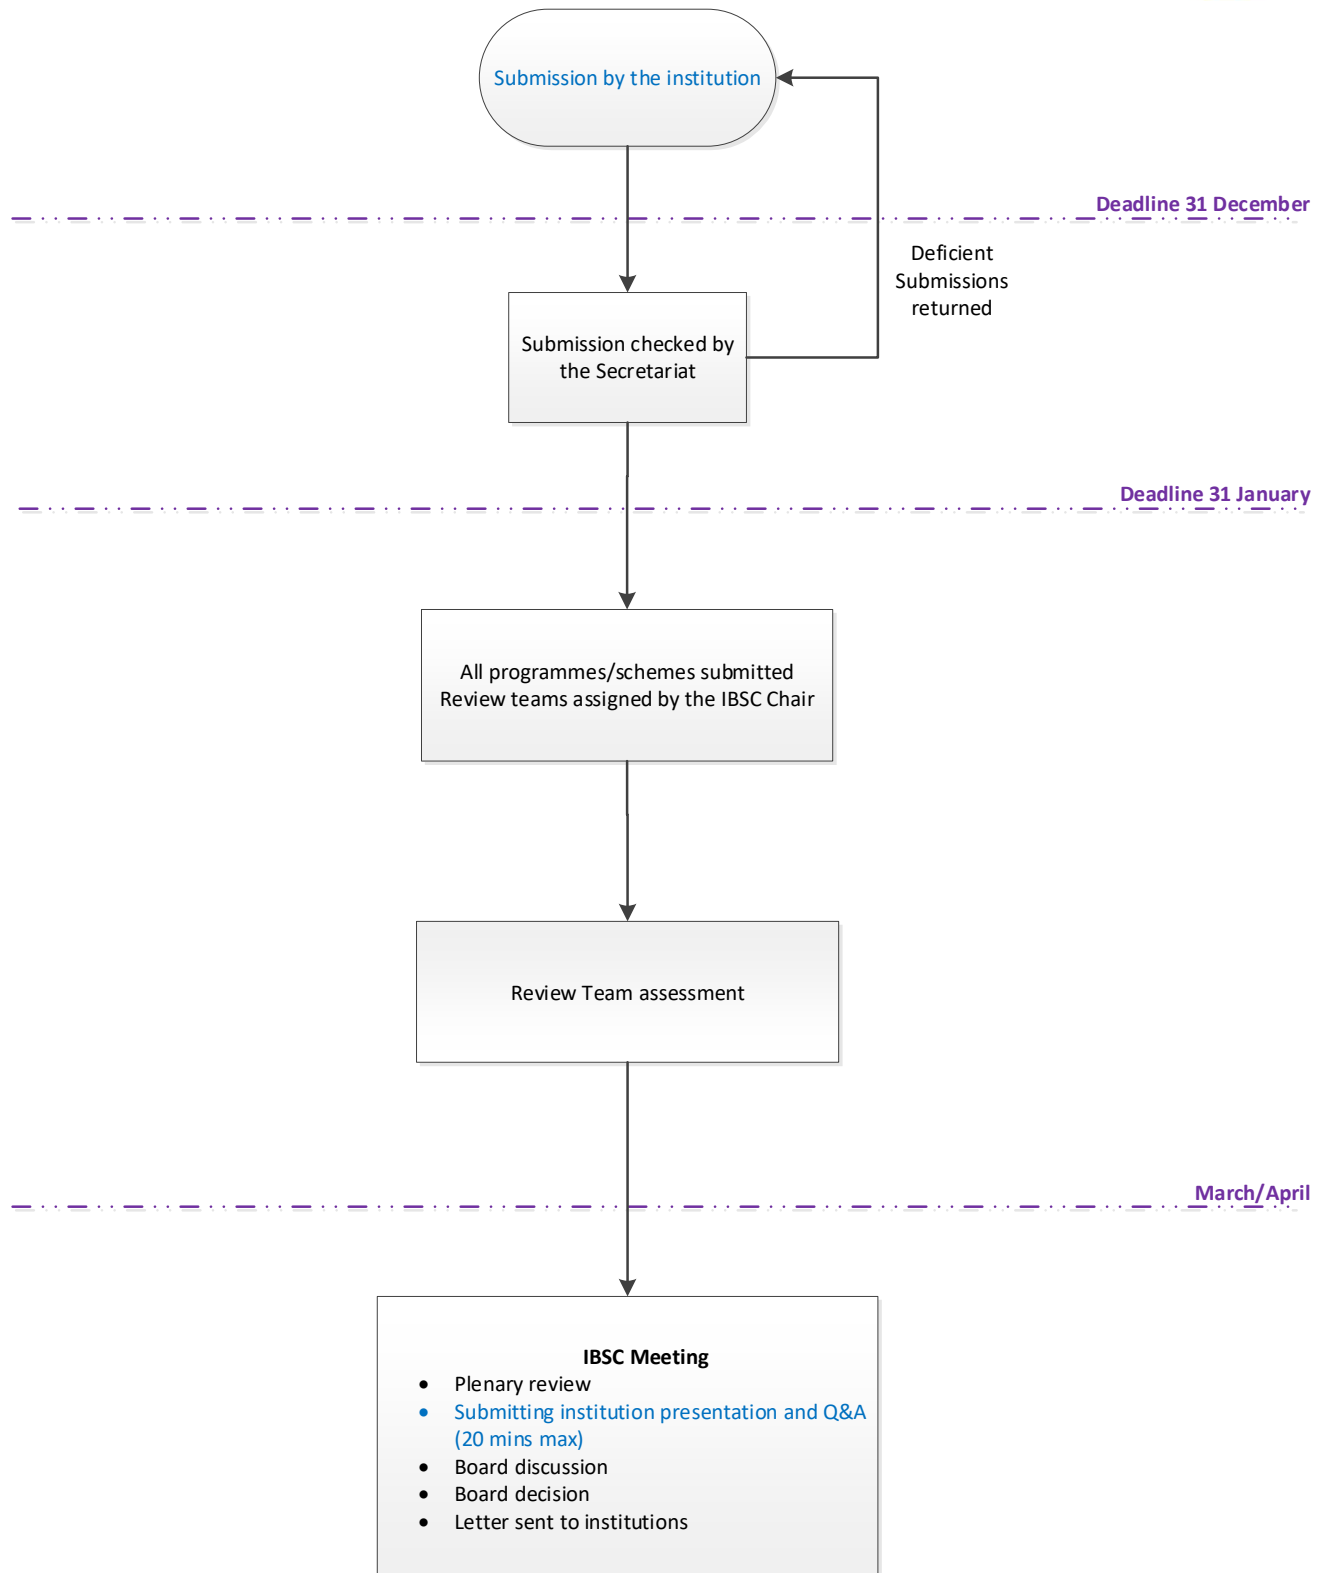 Submission by the institution
Deadline 31 December
Deficient
Submissions
returned
Submission checked by
the Secretariat
Deadline 31 January
All programmes/schemes submitted
Review teams assigned by the IBSC Chair
Review Team assessment
March/April
IBSC Meeting
• Plenary review
• Submitting institution presentation and Q&A
(20 mins max)
• Board discussion
• Board decision
• Letter sent to institutions